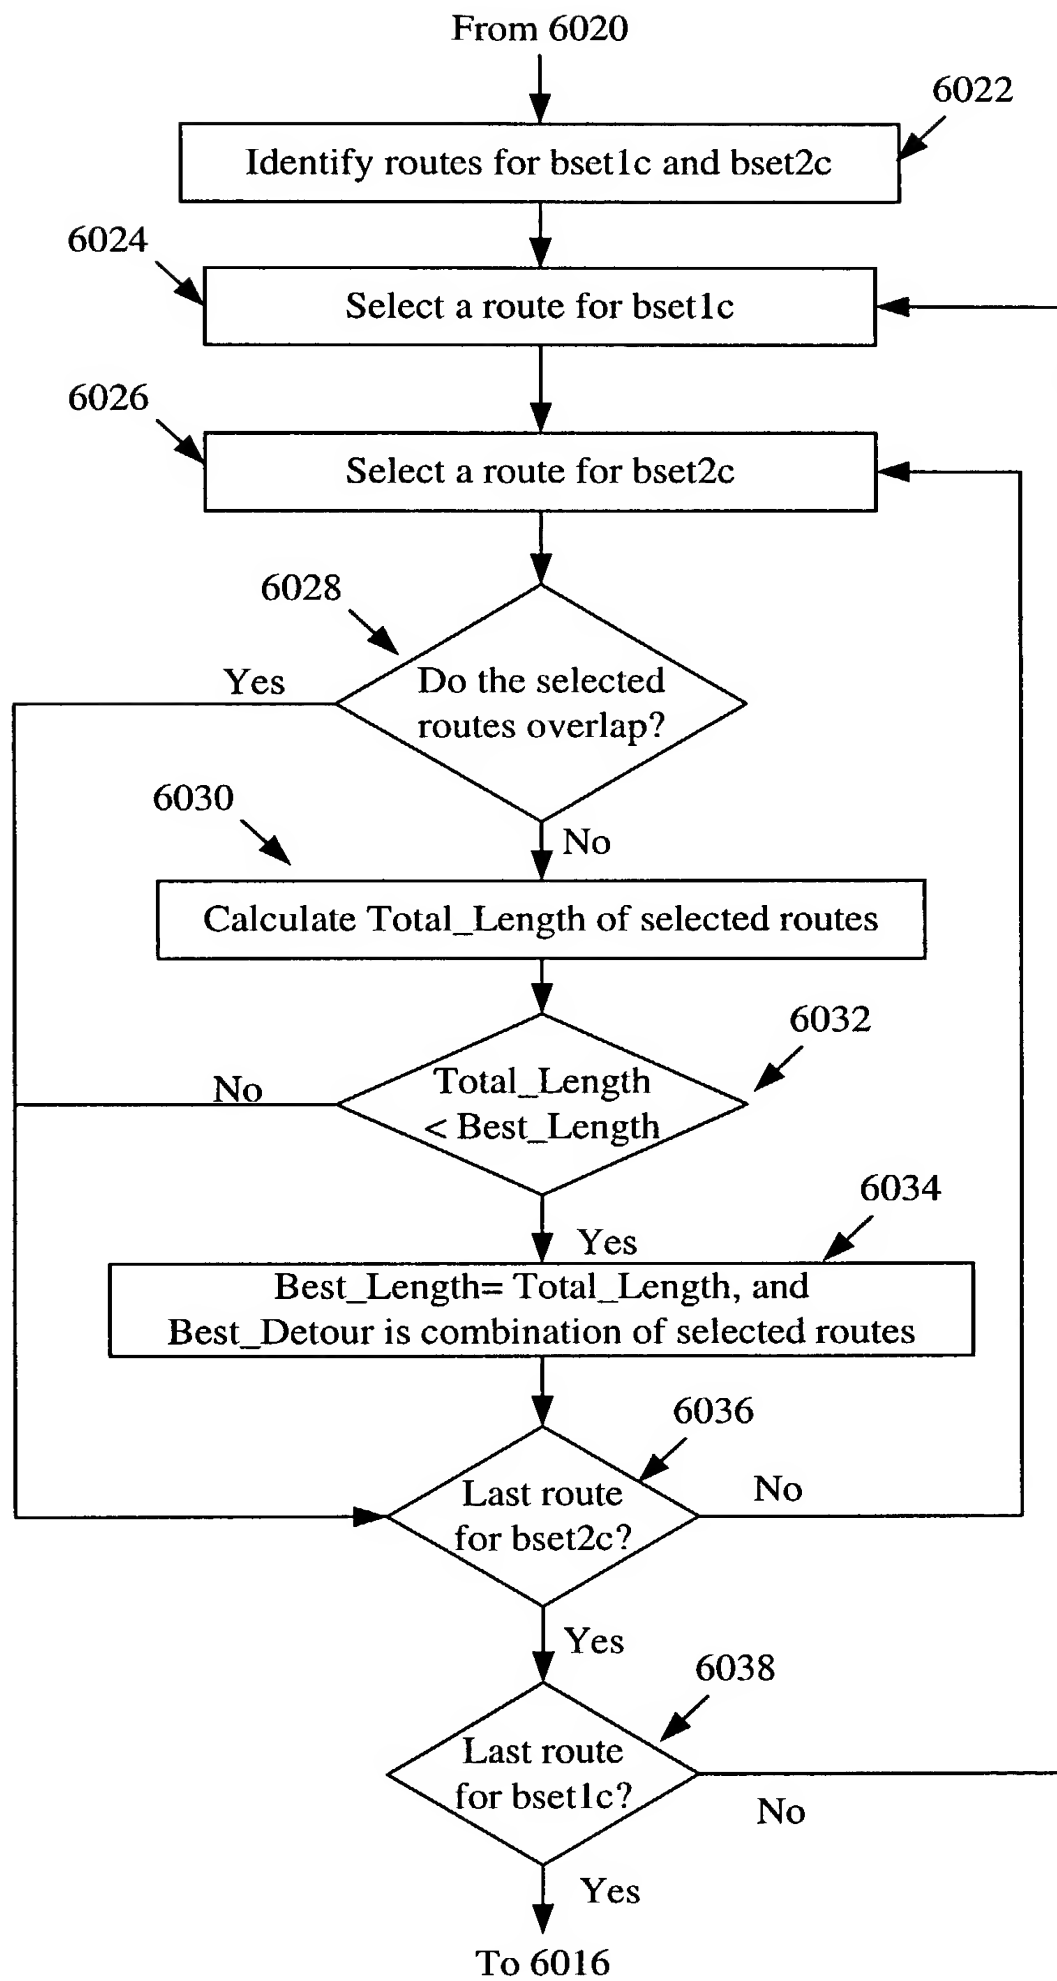 From 6020
6022
Identify routes for bset1c and bset2c
6024
Select a route for bset1c
6026
Select a route for bset2c
6028
Yes
Do the selected
routes overlap?
6030
No
Calculate Total_Length of selected routes
6032
No
Total_Length
< Best_Length
6034
Yes
Best_Length= Total_Length, and
Best_Detour is combination of selected routes
6036
Last route
for bset2c?
No
Yes
6038
Last route
for bset1c?
No
Yes
To 6016